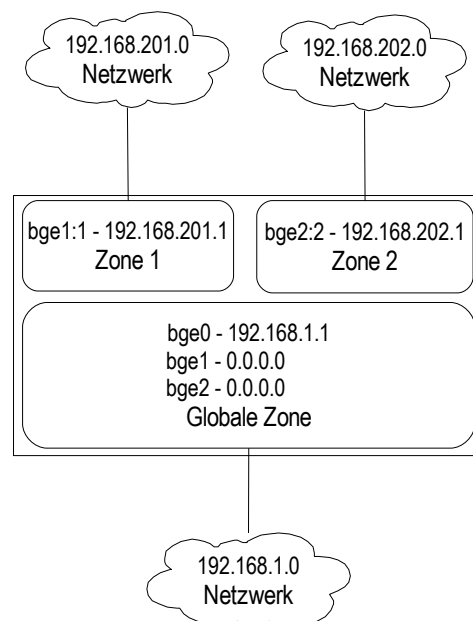 192.168.201.0
Netzwerk
192.168.202.0
Netzwerk
bge1:1 - 192.168.201.1
Zone 1
bge2:2 - 192.168.202.1
Zone 2
bge0 - 192.168.1.1
bge1 - 0.0.0.0
bge2 - 0.0.0.0
Globale Zone
192.168.1.0
Netzwerk